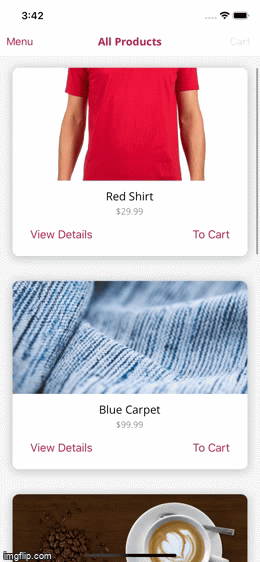 3:42
Menu
All Products
Cart
Red Shirt
$29.99
View Details
To Cart
Blue Carpet
$99.99
View Details
To Cart
imgflip.com